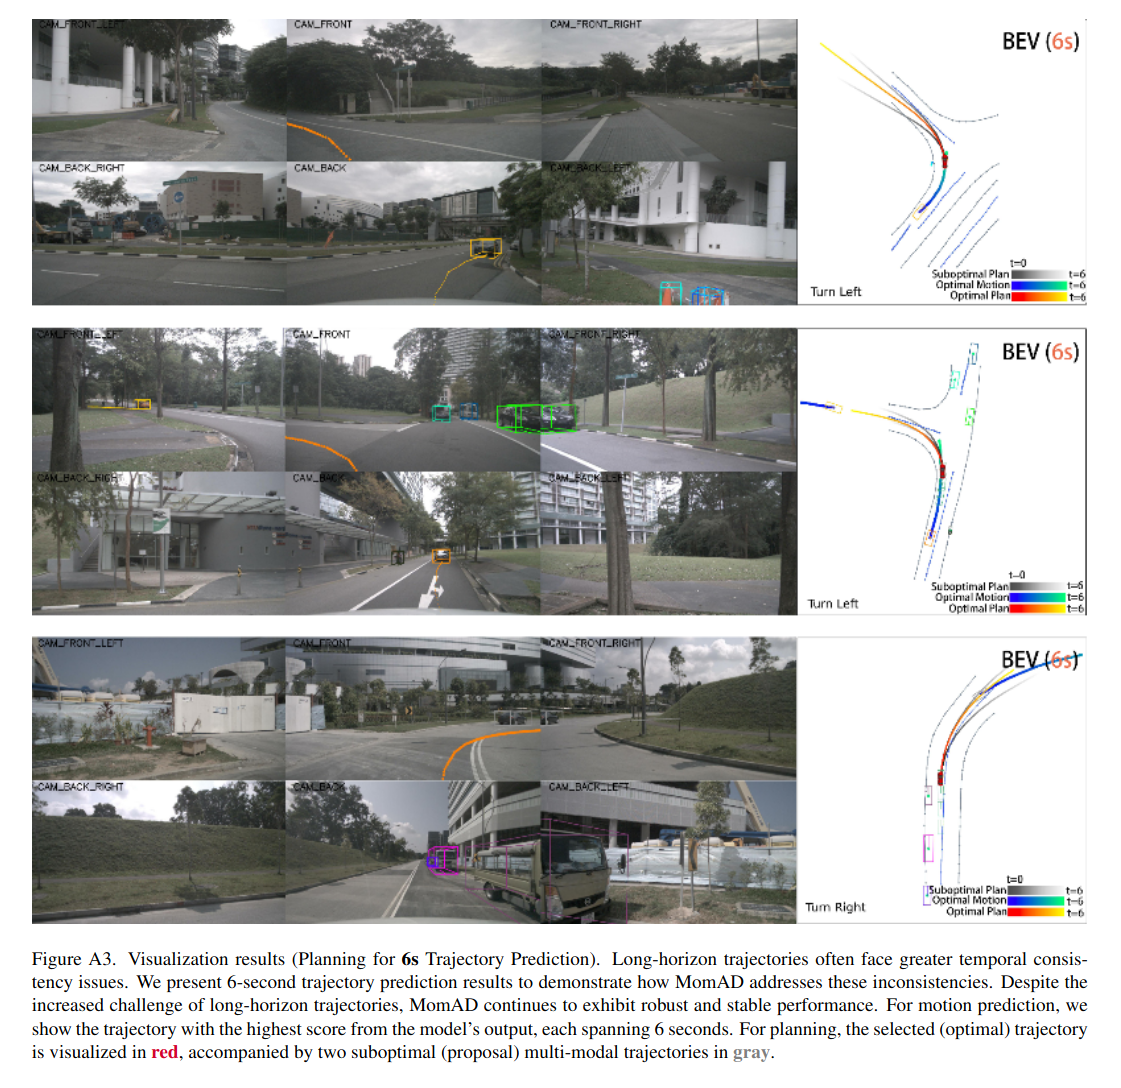 CAM_FRONT_LEFT
CAM_FRONT
CAM_FRONT_RIGHT
BEV (6s)
CAM_BACK_RIGHT
CAM_BACK
CAM_BACK_LEFT
t=0
Suboptimal Plan t=6
Optimal Motion t=6
Optimal Plan t=6
Turn Left
CAM_FRONT_LEFT
CAM_FRONT
CAM_FRONT_RIGHT
BEV (6s)
CAM_BACK_RIGHT
CAM_BACK
CAM_BACK_LEFT
t=0
Suboptimal Plan t=6
Optimal Motion t=6
Optimal Plan t=6
Turn Left
CAM_FRONT_LEFT
CAM_FRONT
CAM_FRONT_RIGHT
BEV (6s)
CAM_BACK_RIGHT
CAM_BACK
CAM_BACK_LEFT
t=0
Suboptimal Plan t=6
Optimal Motion t=6
Optimal Plan t=6
Turn Right
Figure A3. Visualization results (Planning for 6s Trajectory Prediction). Long-horizon trajectories often face greater temporal consis-
tency issues. We present 6-second trajectory prediction results to demonstrate how MomAD addresses these inconsistencies. Despite the
increased challenge of long-horizon trajectories, MomAD continues to exhibit robust and stable performance. For motion prediction, we
show the trajectory with the highest score from the model's output, each spanning 6 seconds. For planning, the selected (optimal) trajectory
is visualized in red, accompanied by two suboptimal (proposal) multi-modal trajectories in gray.